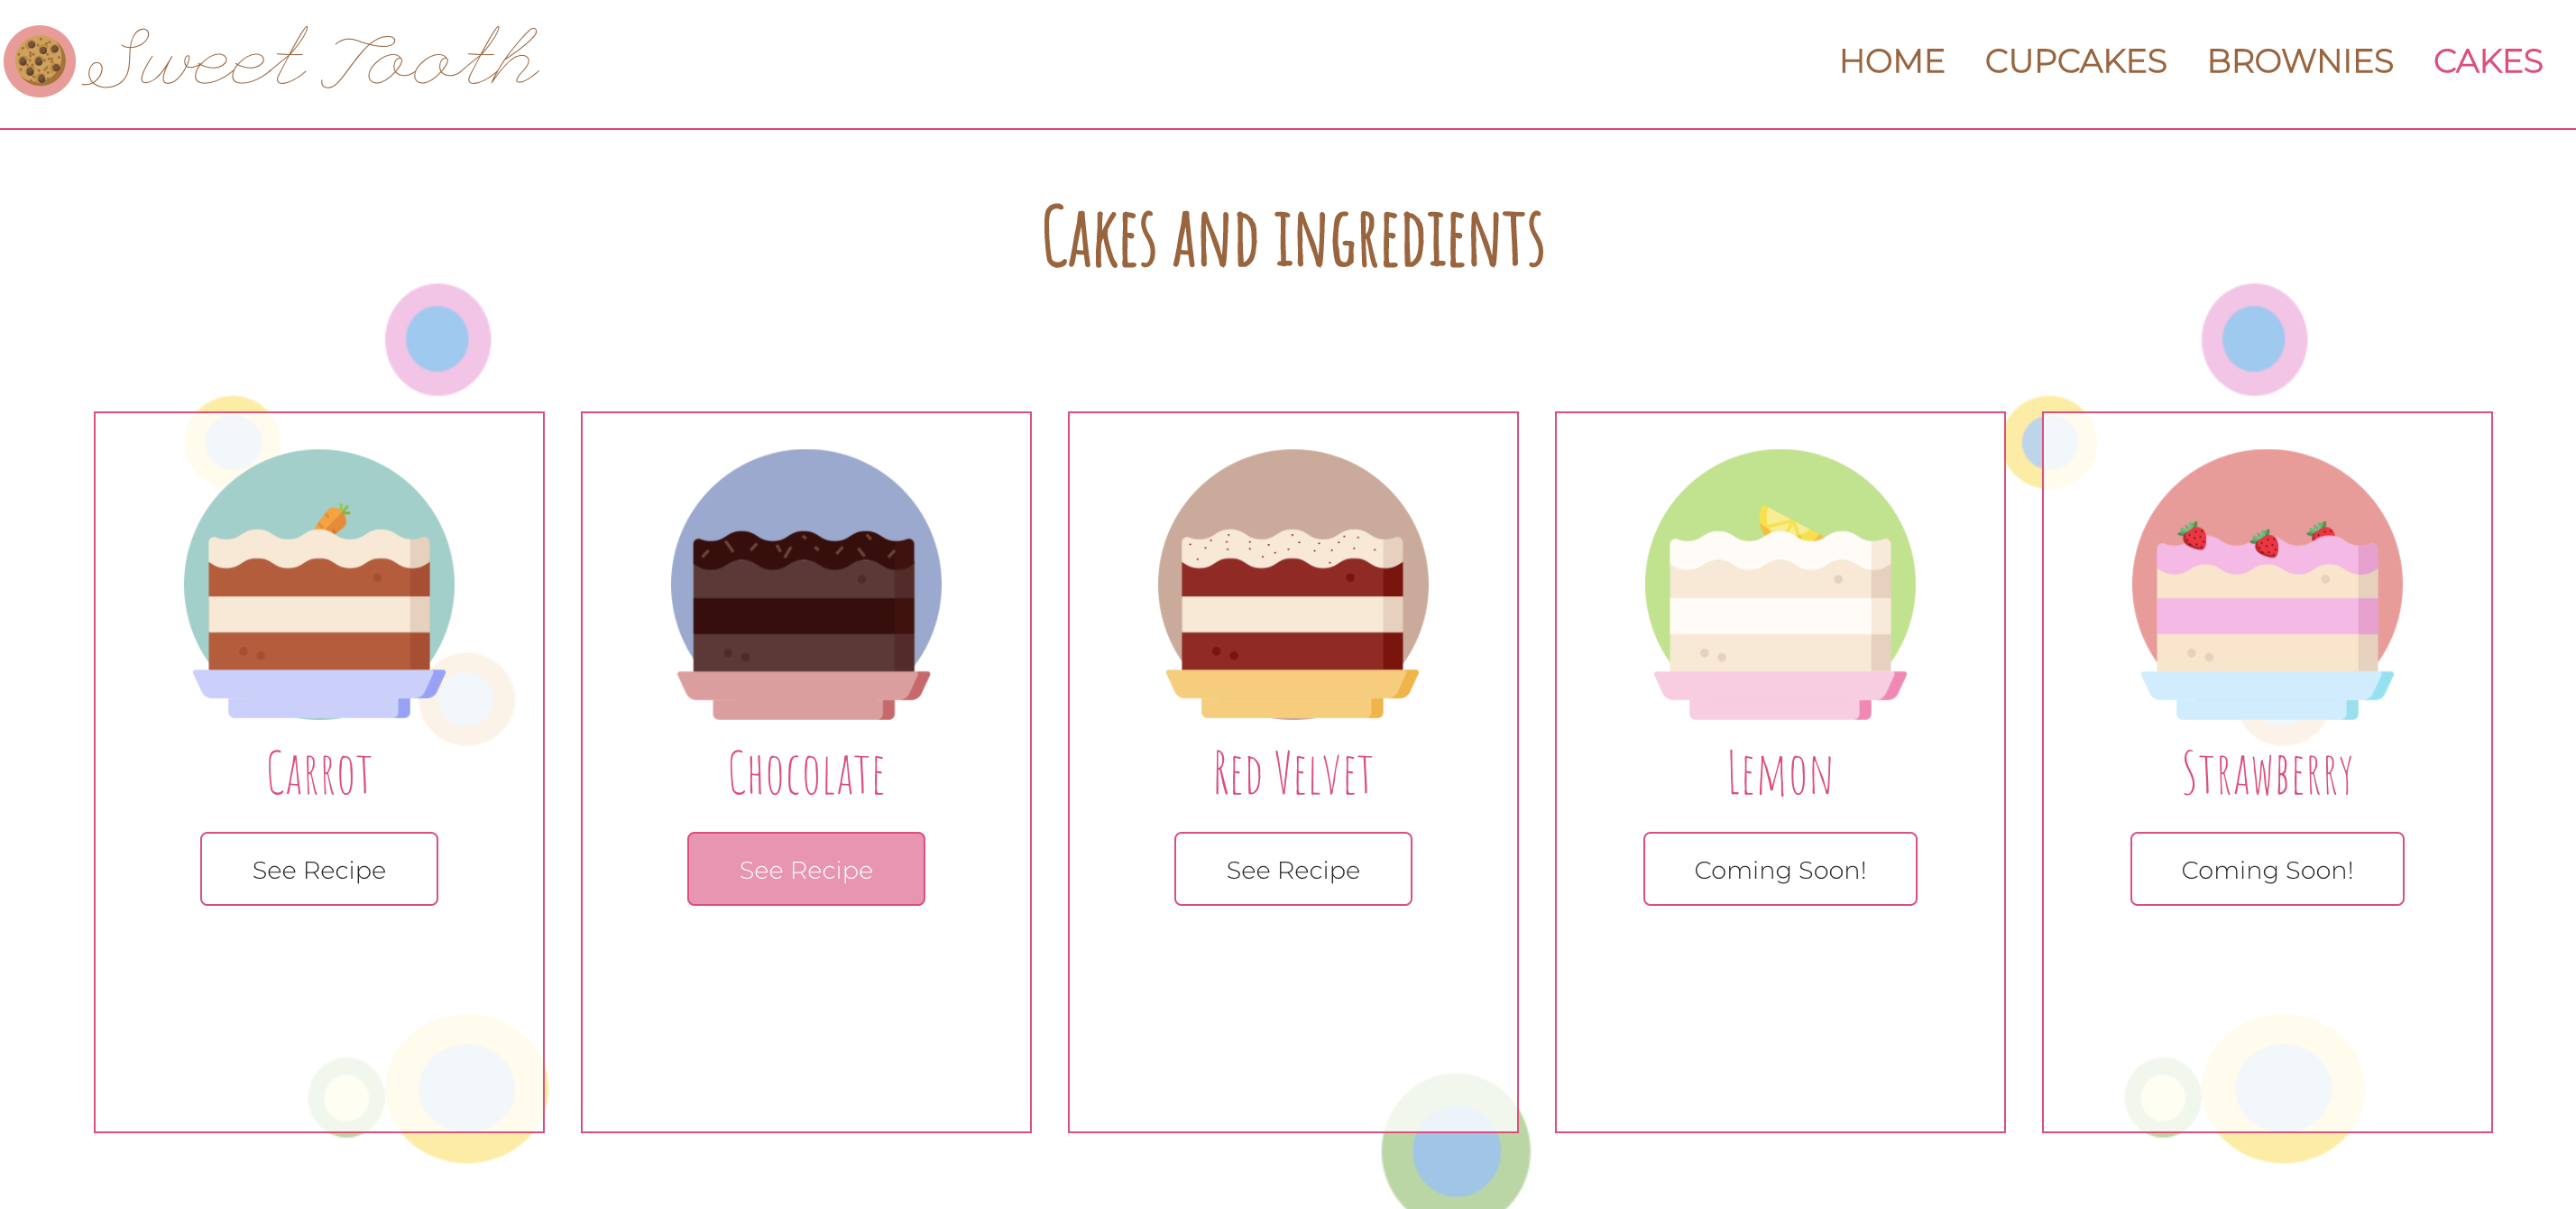 Sweet Tooth
HOME CUPCAKES BROWNIES CAKES
Cakes and ingredients
Carrot
See Recipe
Chocolate
See Recipe
Red Velvet
See Recipe
Lemon
Coming Soon!
Strawberry
Coming Soon!